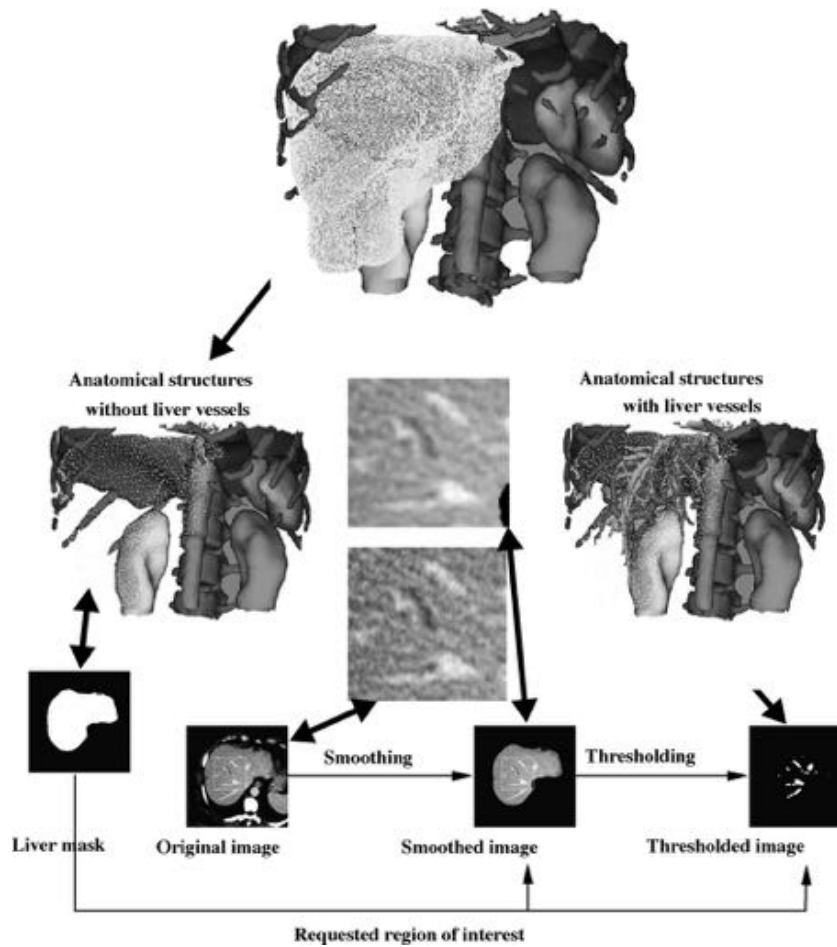 Anatomical structures
without liver vessels
Anatomical structures
with liver vessels
Smoothing
Thresholding
Liver mask
Original image
Smoothed image
Thresholded image
Requested region of interest